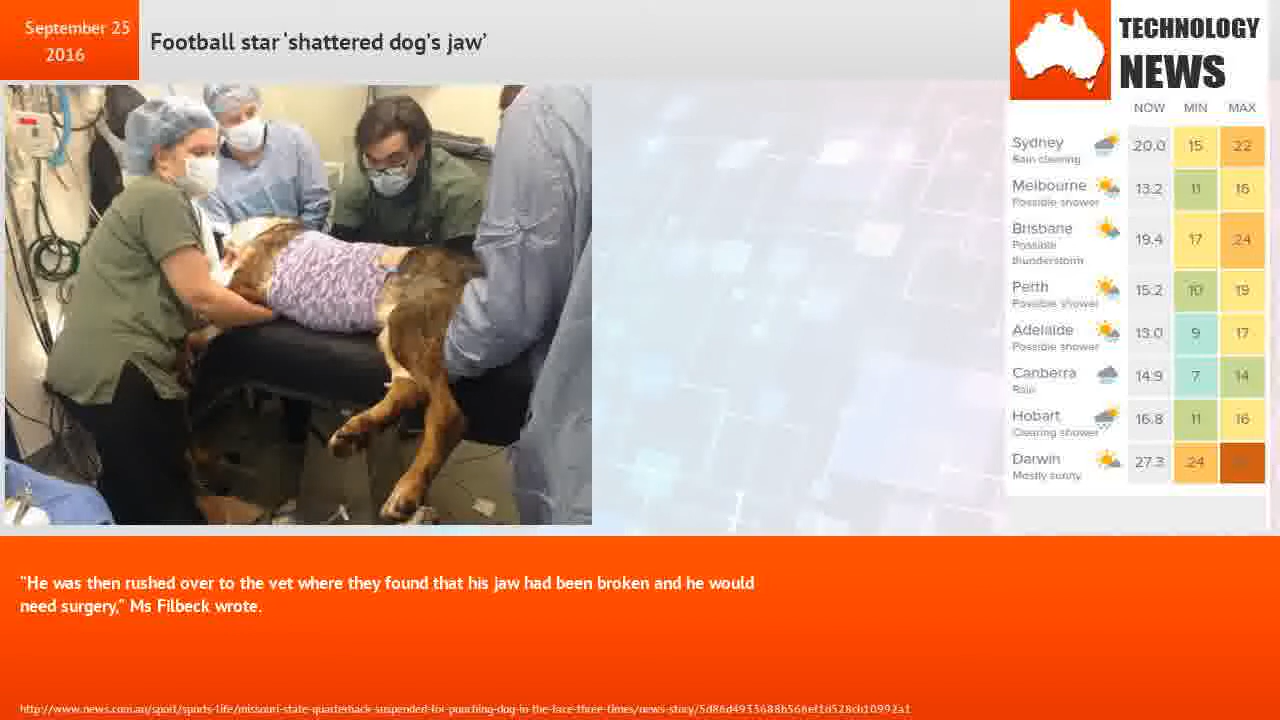 September 25
2016
Football star 'shattered dog's jaw'
TECHNOLOGY
NEWS
NOW MIN MAX
Sydney 20.0 15 22
Rain clearing
Melbourne 13.2 11 16
Possible shower
Brisbane 19.4 17 24
Possible
thunderstorm
Perth 15.2 10 19
Possible shower
Adelaide 13.0 9 17
Possible shower
Canberra 14.9 7 14
Rain
Hobart 16.8 11 16
Clearing shower
Darwin 27.3 24
Mostly sunny
"He was then rushed over to the vet where they found that his jaw had been broken and he would
need surgery," Ms Filbeck wrote.